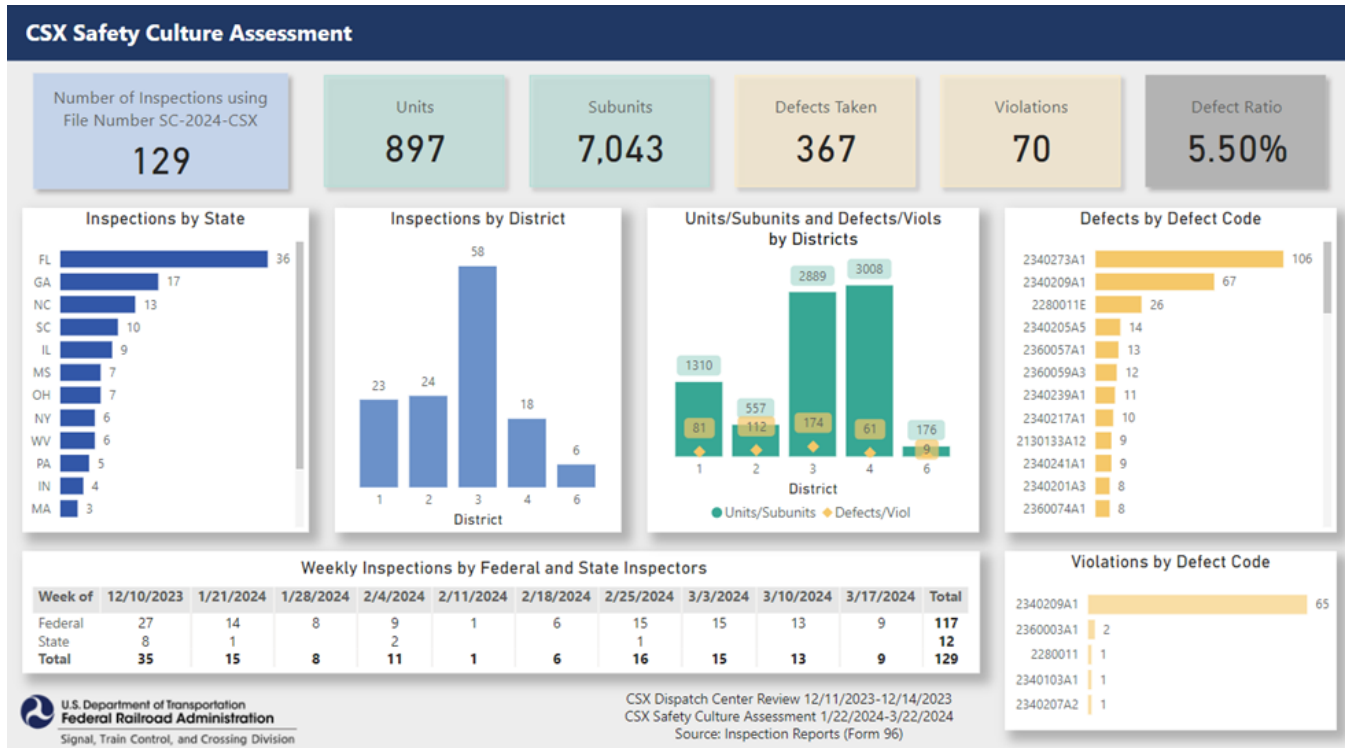 CSX Safety Culture Assessment
Number of Inspections using
File Number SC-2024-CSX
129
Units
897
Subunits
7,043
Defects Taken
367
Violations
70
Defect Ratio
5.50%
Inspections by State
FL 36
GA 17
NC 13
SC 10
IL 9
MS 7
OH 7
NY 6
WV 6
PA 5
IN 4
MA 3
Inspections by District
58
23 24
18
6
1 2 3 4 6
District
Units/Subunits and Defects/Viols
by Districts
1310 557 2889 3008 176
81 112 174 61 9
1 2 3 4 6
District
Units/Subunits Defects/Viol
Defects by Defect Code
2340273A1 106
2340209A1 67
2280011E 26
2340205A5 14
2360057A1 13
2360059A3 12
2340239A1 11
2340217A1 10
2130133A12 9
2340241A1 9
2340201A3 8
2360074A1 8
Weekly Inspections by Federal and State Inspectors
Week of 12/10/2023 1/21/2024 1/28/2024 2/4/2024 2/11/2024 2/18/2024 2/25/2024 3/3/2024 3/10/2024 3/17/2024 Total
Federal 27 14 8 9 1 6 15 15 13 9 117
State 8 1 2 1 12
Total 35 15 8 11 1 6 16 15 13 9 129
Violations by Defect Code
2340209A1 65
2360003A1 2
2280011 1
2340103A1 1
2340207A2 1
U.S. Department of Transportation
Federal Railroad Administration
Signal, Train Control, and Crossing Division
CSX Dispatch Center Review 12/11/2023-12/14/2023
CSX Safety Culture Assessment 1/22/2024-3/22/2024
Source: Inspection Reports (Form 96)